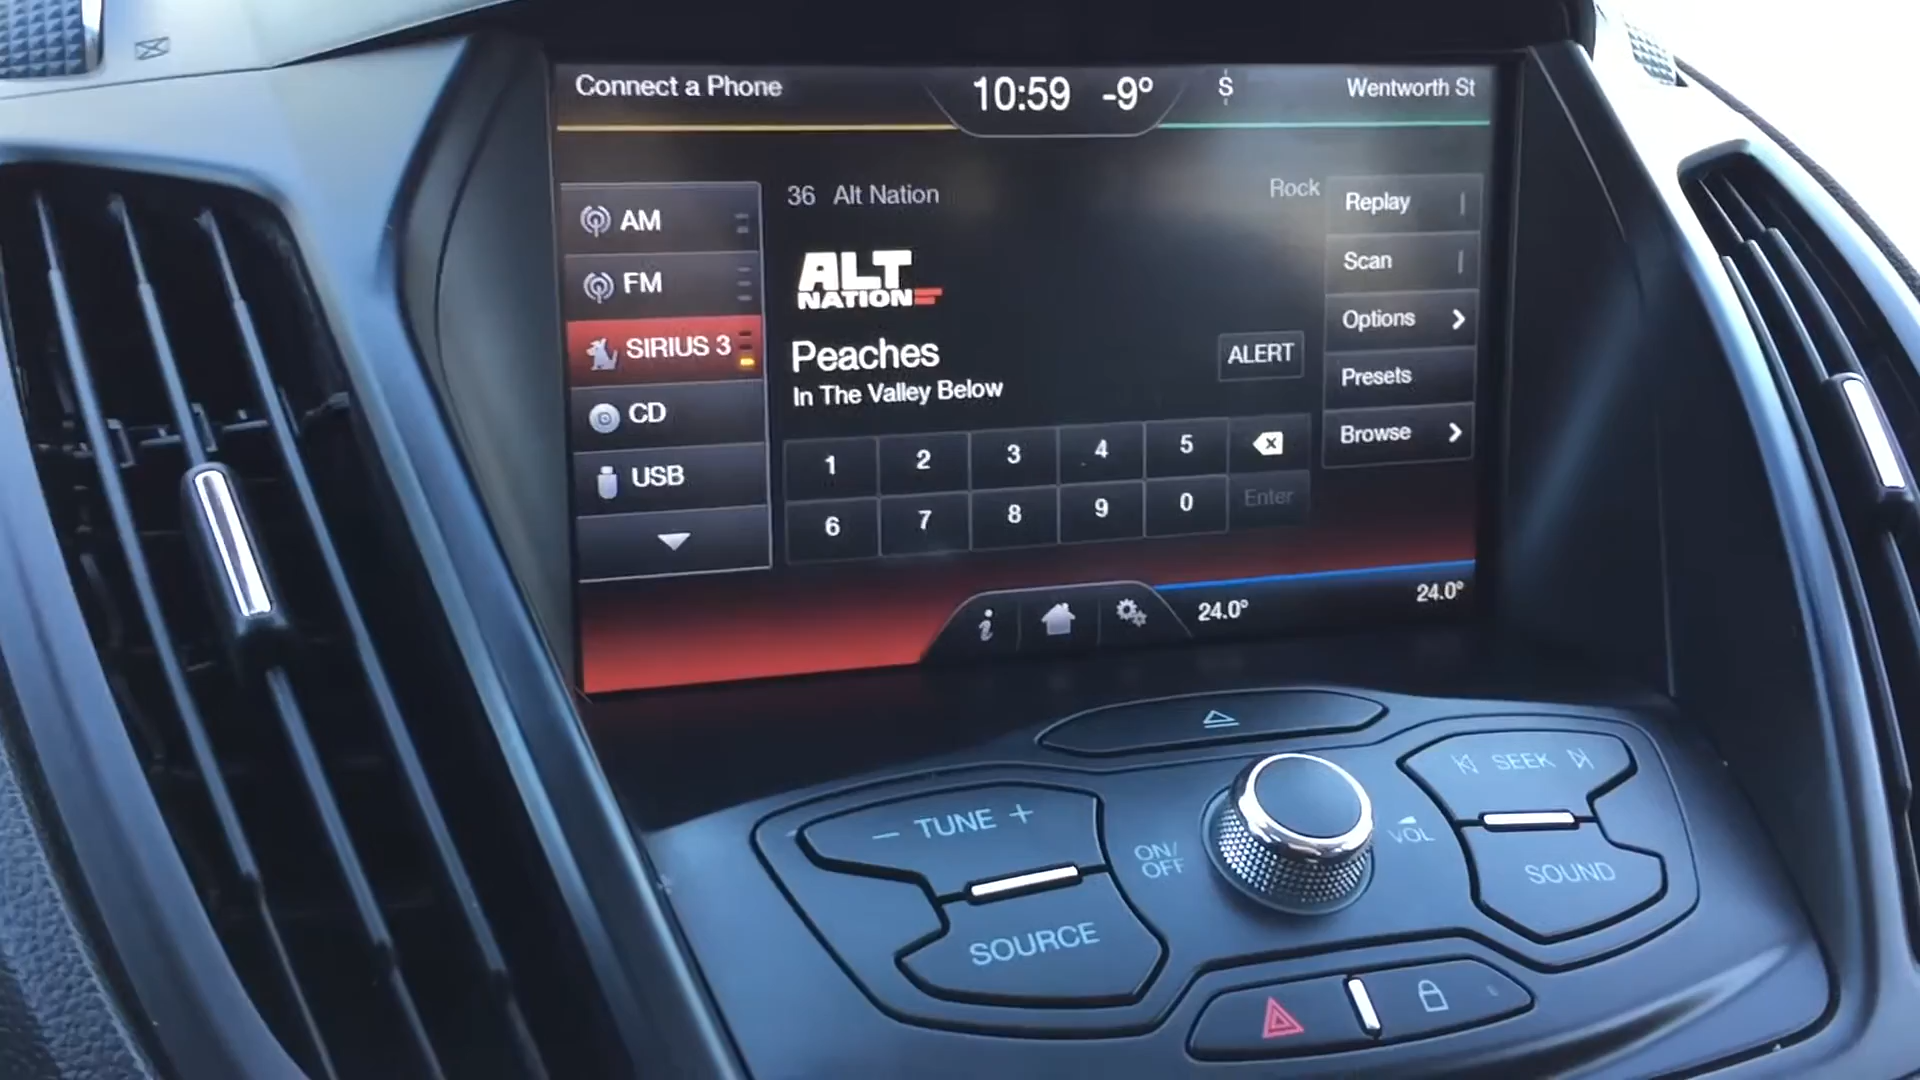 Connect a Phone
10:59 -9°
S
Wentworth St
AM
FM
SIRIUS 3
CD
USB
36 Alt Nation
Rock
ALT
NATION
Peaches
In The Valley Below
ALERT
1 2 3 4 5
6 7 8 9 0 Enter
Replay
Scan
Options
Presets
Browse
24.0°
24.0°
− TUNE +
SOURCE
ON/
OFF
VOL
SEEK
SOUND